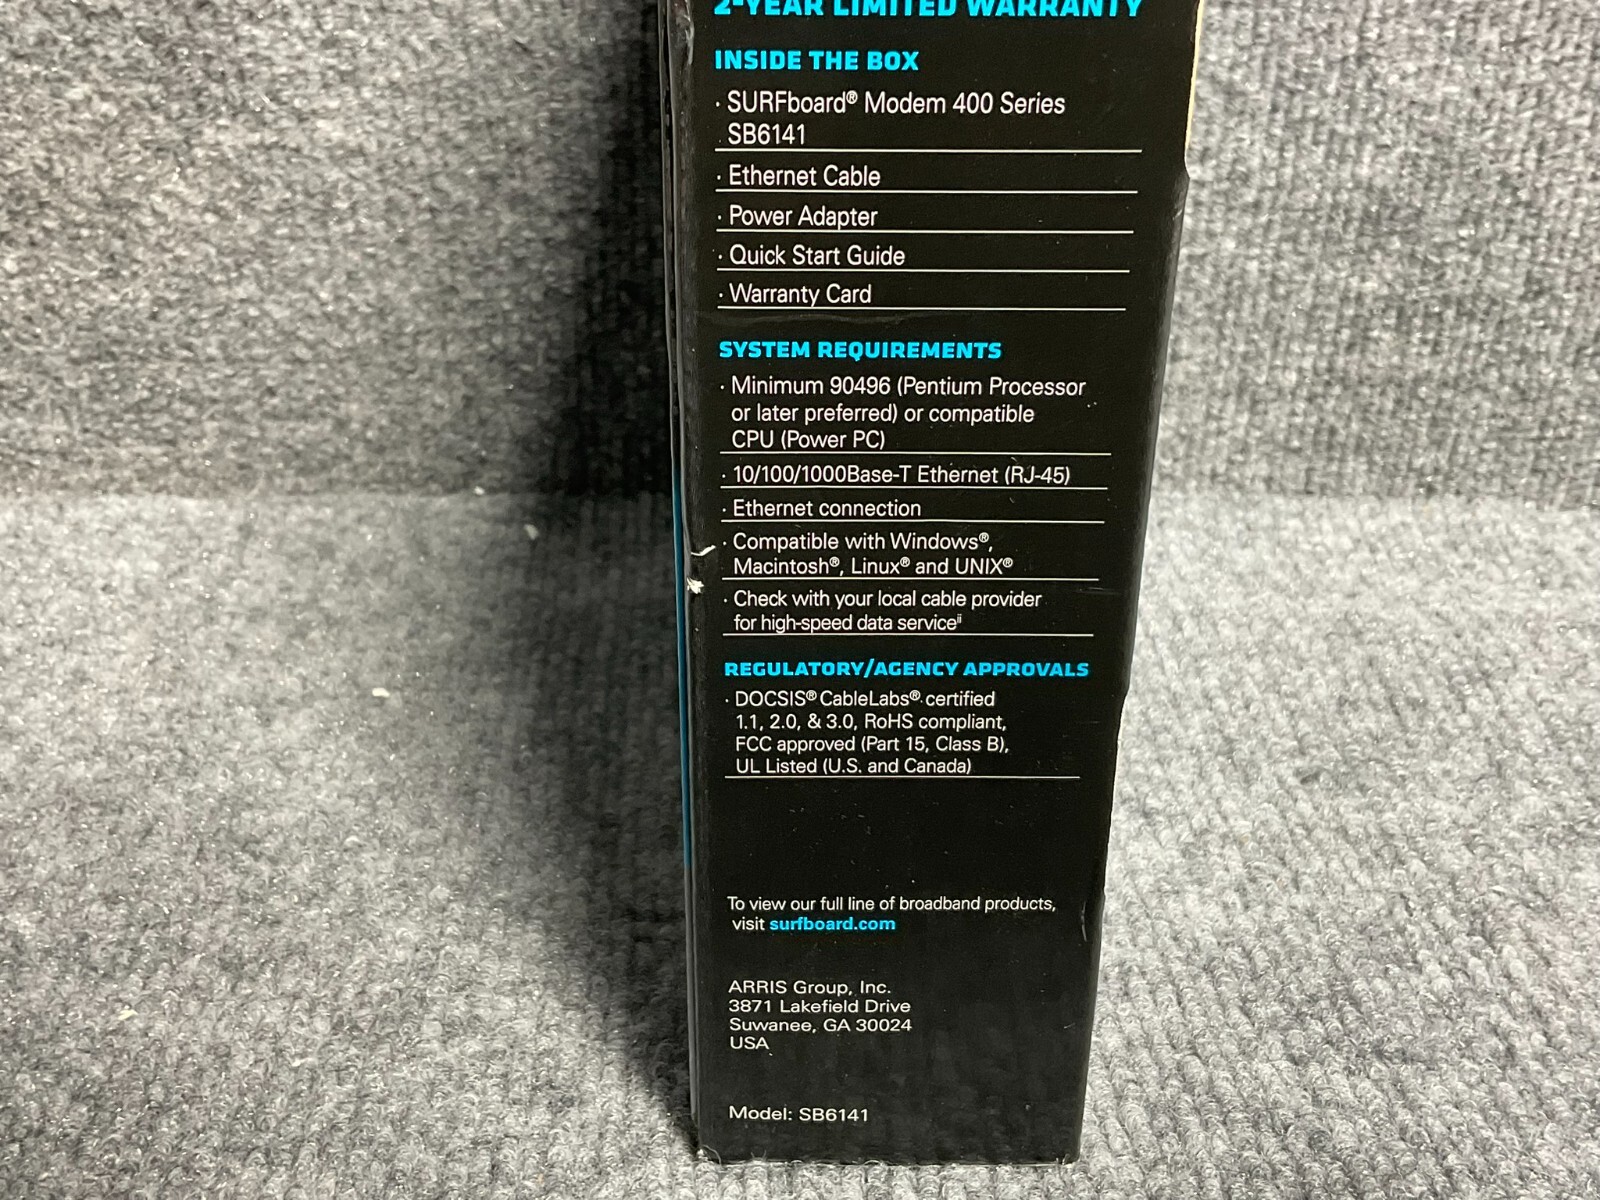 2-YEAR LIMITED WARRANTY
INSIDE THE BOX
· SURFboard® Modem 400 Series
SB6141
· Ethernet Cable
· Power Adapter
· Quick Start Guide
· Warranty Card
SYSTEM REQUIREMENTS
· Minimum 90496 (Pentium Processor
or later preferred) or compatible
CPU (Power PC)
· 10/100/1000Base-T Ethernet (RJ-45)
· Ethernet connection
· Compatible with Windows®,
Macintosh®, Linux® and UNIX®
· Check with your local cable provider
for high-speed data serviceⁱⁱ
REGULATORY/AGENCY APPROVALS
· DOCSIS® CableLabs® certified
1.1, 2.0, & 3.0, RoHS compliant,
FCC approved (Part 15, Class B),
UL Listed (U.S. and Canada)
To view our full line of broadband products,
visit surfboard.com
ARRIS Group, Inc.
3871 Lakefield Drive
Suwanee, GA 30024
USA
Model: SB6141